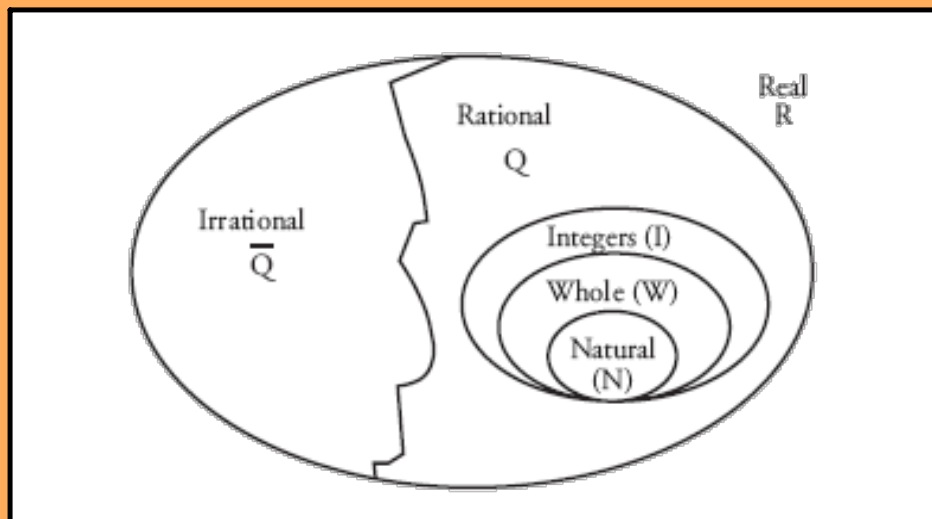 Real
R
Rational
Q
Irrational
Q̅
Integers (I)
Whole (W)
Natural
(N)